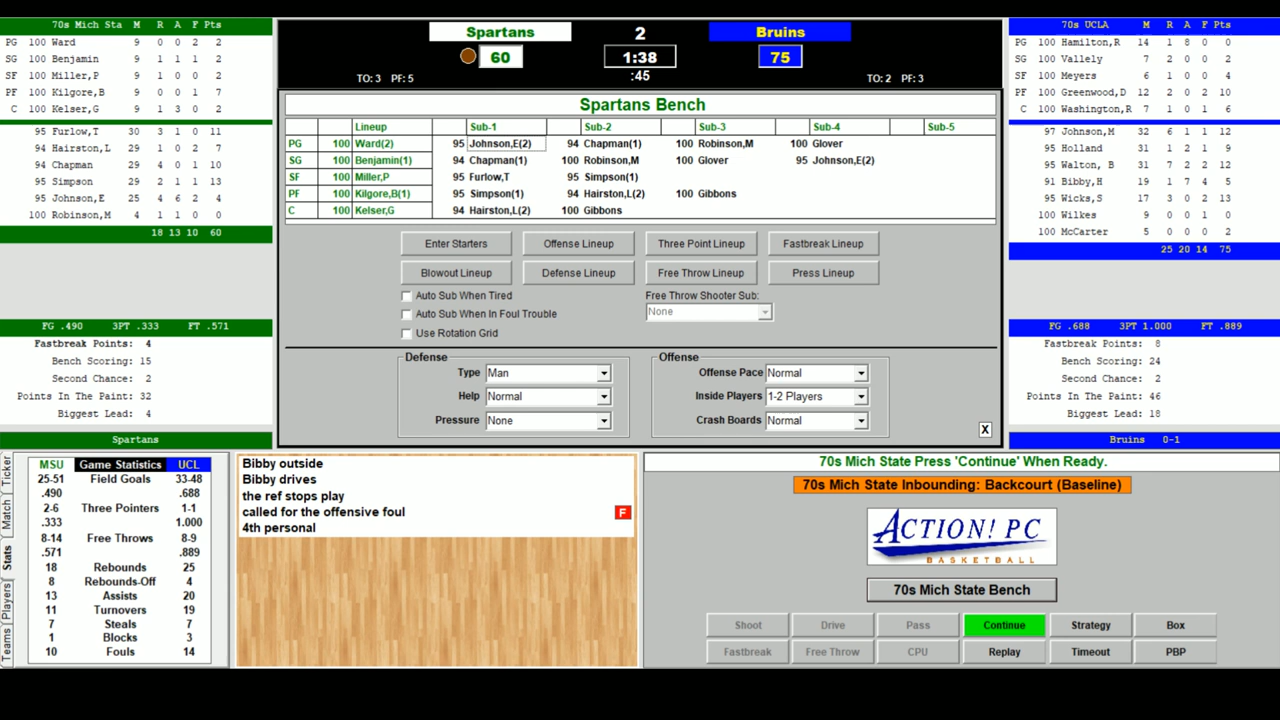 70s Mich Sta M R A F Pts
PG 100 Ward 9 0 0 2 2
SG 100 Benjamin 9 1 1 1 2
SF 100 Miller,P 9 1 0 0 2
PF 100 Kilgore,B 9 0 0 1 7
C 100 Kelser,G 9 1 3 0 2
95 Furlow,T 30 3 1 0 11
94 Hairston,L 29 1 0 2 7
94 Chapman 29 4 0 1 10
95 Simpson 29 2 1 1 13
95 Johnson,E 25 4 6 2 4
100 Robinson,M 4 1 1 0 0
18 13 10 60
FG .490 3PT .333 FT .571
Fastbreak Points: 4
Bench Scoring: 15
Second Chance: 2
Points In The Paint: 32
Biggest Lead: 4
Spartans
Spartans 2 Bruins
60 1:38 75
:45
TO: 3 PF: 5 TO: 2 PF: 3
Spartans Bench
Lineup Sub-1 Sub-2 Sub-3 Sub-4 Sub-5
PG 100 Ward(2) 95 Johnson,E(2) 94 Chapman(1) 100 Robinson,M 100 Glover
SG 100 Benjamin(1) 94 Chapman(1) 100 Robinson,M 100 Glover 95 Johnson,E(2)
SF 100 Miller,P 95 Furlow,T 95 Simpson(1)
PF 100 Kilgore,B(1) 95 Simpson(1) 94 Hairston,L(2) 100 Gibbons
C 100 Kelser,G 94 Hairston,L(2) 100 Gibbons
Enter Starters Offense Lineup Three Point Lineup Fastbreak Lineup
Blowout Lineup Defense Lineup Free Throw Lineup Press Lineup
Auto Sub When Tired Free Throw Shooter Sub:
Auto Sub When In Foul Trouble None
Use Rotation Grid
Defense Offense
Type Man Offense Pace Normal
Help Normal Inside Players 1-2 Players
Pressure None Crash Boards Normal
X
70s UCLA M R A F Pts
PG 100 Hamilton,R 14 1 8 0 0
SG 100 Vallely 7 2 0 0 2
SF 100 Meyers 6 1 0 0 4
PF 100 Greenwood,D 12 2 0 2 10
C 100 Washington,R 7 1 0 1 6
97 Johnson,M 32 6 1 1 12
95 Holland 31 1 2 1 9
95 Walton, B 31 7 2 2 12
91 Bibby,H 19 1 7 4 5
95 Wicks,S 17 3 0 2 13
100 Wilkes 9 0 0 1 0
100 McCarter 5 0 0 0 2
25 20 14 75
FG .688 3PT 1.000 FT .889
Fastbreak Points: 8
Bench Scoring: 24
Second Chance: 2
Points In The Paint: 46
Biggest Lead: 18
Bruins 0-1
Ticker
Match
Stats
Players
Teams
MSU Game Statistics UCL
25-51 Field Goals 33-48
.490 .688
2-6 Three Pointers 1-1
.333 1.000
8-14 Free Throws 8-9
.571 .889
18 Rebounds 25
8 Rebounds-Off 4
13 Assists 20
11 Turnovers 19
7 Steals 7
1 Blocks 3
10 Fouls 14
Bibby outside
Bibby drives
the ref stops play
called for the offensive foul F
4th personal
70s Mich State Press 'Continue' When Ready.
70s Mich State Inbounding: Backcourt (Baseline)
ACTION! PC
BASKETBALL
70s Mich State Bench
Shoot Drive Pass Continue Strategy Box
Fastbreak Free Throw CPU Replay Timeout PBP